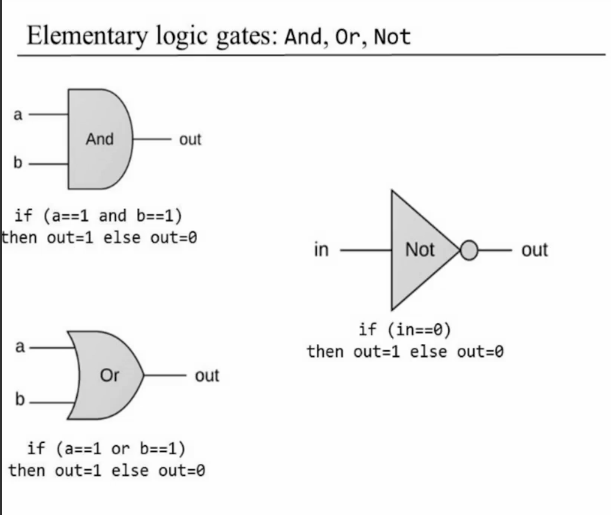 Elementary logic gates: And, Or, Not
a
And
out
b
if (a==1 and b==1)
then out=1 else out=0
in
Not
out
if (in==0)
then out=1 else out=0
a
Or
out
b
if (a==1 or b==1)
then out=1 else out=0